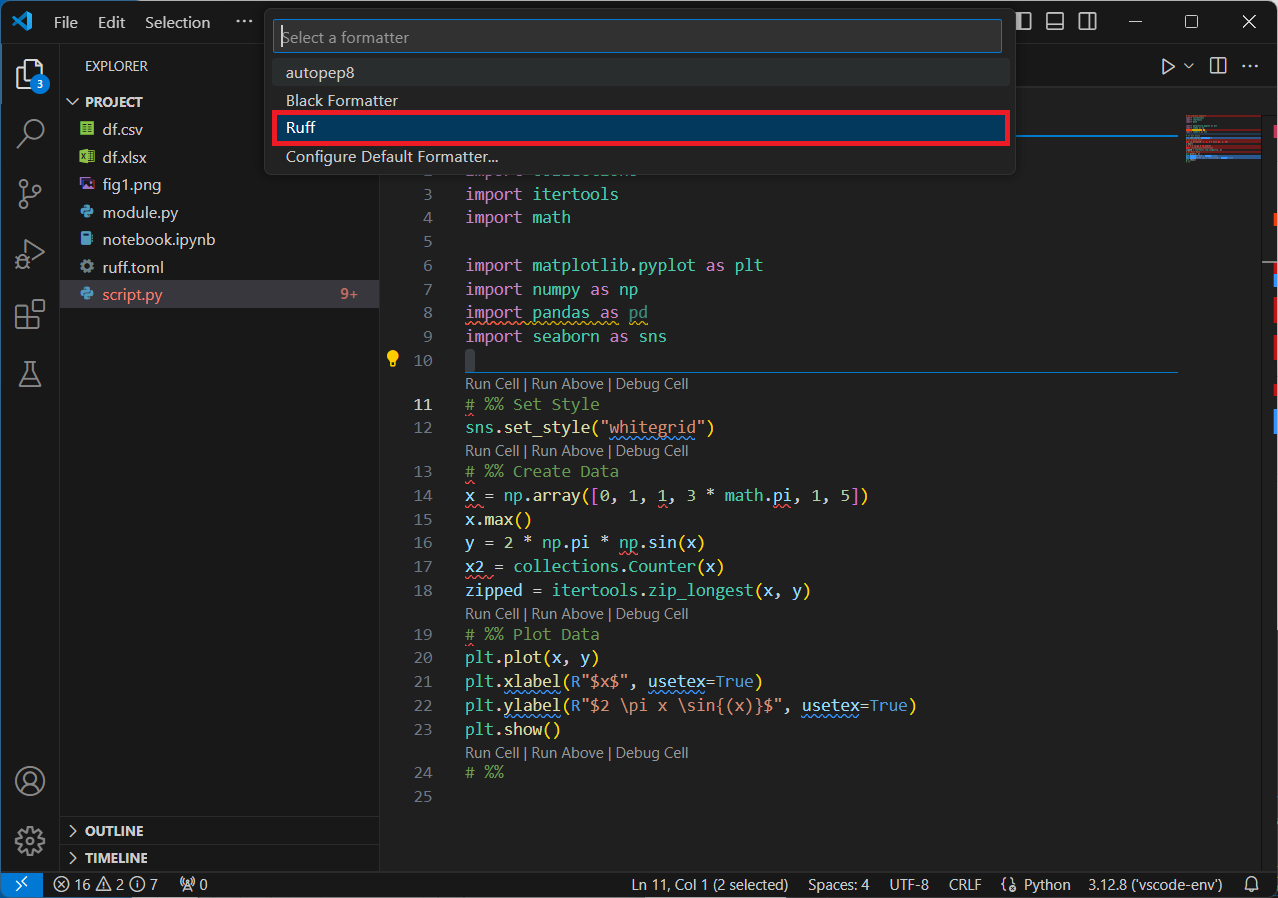 File Edit Selection ···
Select a formatter
autopep8
Black Formatter
Ruff
Configure Default Formatter...
3
EXPLORER
PROJECT
df.csv
df.xlsx
fig1.png
module.py
notebook.ipynb
ruff.toml
script.py 9+
OUTLINE
TIMELINE
3 import itertools
4 import math
5
6 import matplotlib.pyplot as plt
7 import numpy as np
8 import pandas as pd
9 import seaborn as sns
10
Run Cell | Run Above | Debug Cell
11 # %% Set Style
12 sns.set_style("whitegrid")
Run Cell | Run Above | Debug Cell
13 # %% Create Data
14 x = np.array([0, 1, 1, 3 * math.pi, 1, 5])
15 x.max()
16 y = 2 * np.pi * np.sin(x)
17 x2 = collections.Counter(x)
18 zipped = itertools.zip_longest(x, y)
Run Cell | Run Above | Debug Cell
19 # %% Plot Data
20 plt.plot(x, y)
21 plt.xlabel(R"$x$", usetex=True)
22 plt.ylabel(R"$2 \pi x \sin{(x)}$", usetex=True)
23 plt.show()
Run Cell | Run Above | Debug Cell
24 # %%
25
16 2 7 0 Ln 11, Col 1 (2 selected) Spaces: 4 UTF-8 CRLF Python 3.12.8 ('vscode-env')